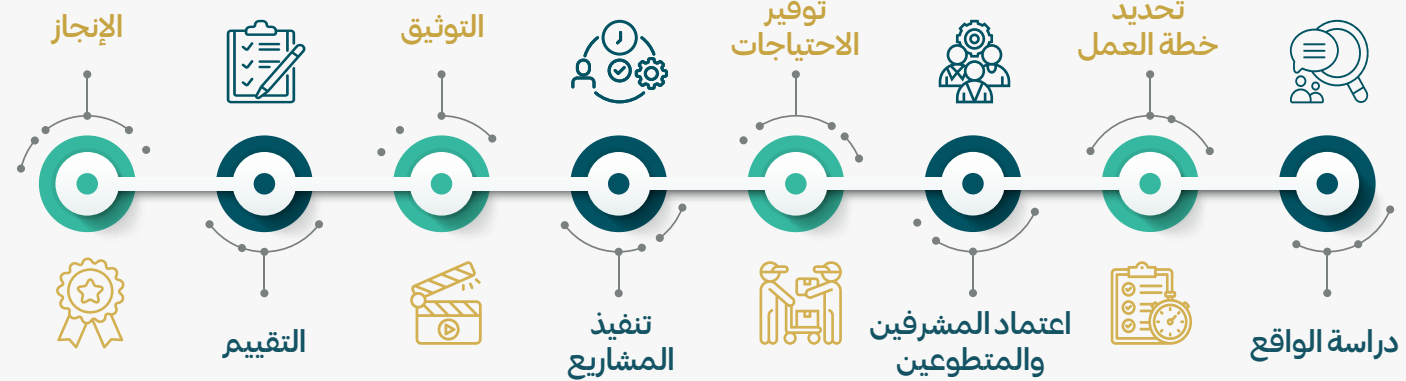 دراسة الواقع
تحديد
خطة العمل
اعتماد المشرفين
والمتطوعين
توفير
الاحتياجات
تنفيذ
المشاريع
التوثيق
التقييم
الإنجاز